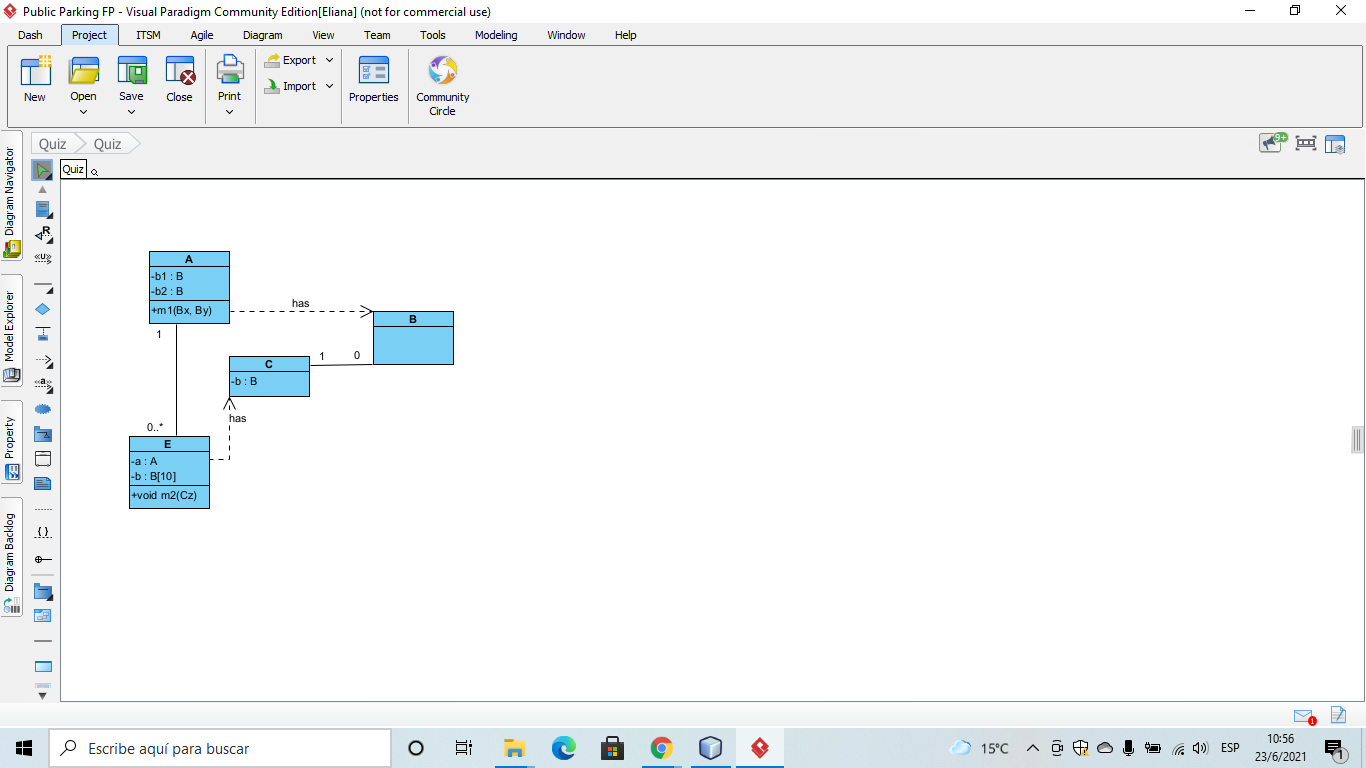 Public Parking FP - Visual Paradigm Community Edition[Eliana] (not for commercial use)
Dash Project ITSM Agile Diagram View Team Tools Modeling Window Help
New Open Save Close Print Export Import Properties Community Circle
Quiz Quiz
9+
Quiz
Diagram Navigator
Model Explorer
Property
Diagram Backlog
R
«U»
«a»
{ }
A
-b1 : B
-b2 : B
+m1(Bx, By)
has
B
1
C
-b : B
1 0
has
0..*
E
-a : A
-b : B[10]
+void m2(Cz)
1
Escribe aquí para buscar
15°C
ESP
10:56
23/6/2021
1